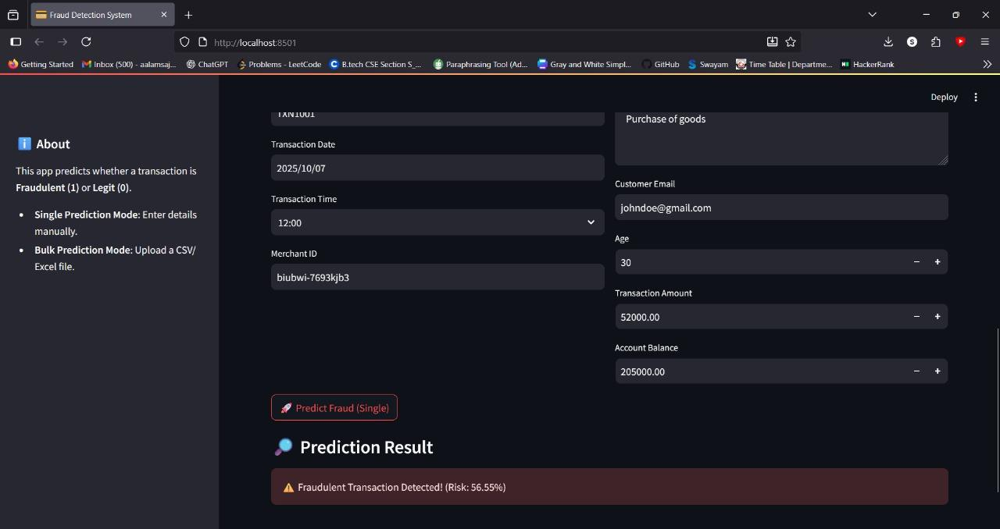 Fraud Detection System
http://localhost:8501
Getting Started
Inbox (500) - aalamsaj...
ChatGPT
Problems - LeetCode
B.tech CSE Section S_...
Paraphrasing Tool (Ad...
Gray and White Simpl...
GitHub
Swayam
Time Table | Departme...
HackerRank
Deploy
About
This app predicts whether a transaction is
Fraudulent (1) or Legit (0).
Single Prediction Mode: Enter details
manually.
Bulk Prediction Mode: Upload a CSV/
Excel file.
TXN1001
Transaction Date
2025/10/07
Transaction Time
12:00
Merchant ID
biubwi-7693kjb3
Purchase of goods
Customer Email
johndoe@gmail.com
Age
30
Transaction Amount
52000.00
Account Balance
205000.00
Predict Fraud (Single)
Prediction Result
Fraudulent Transaction Detected! (Risk: 56.55%)